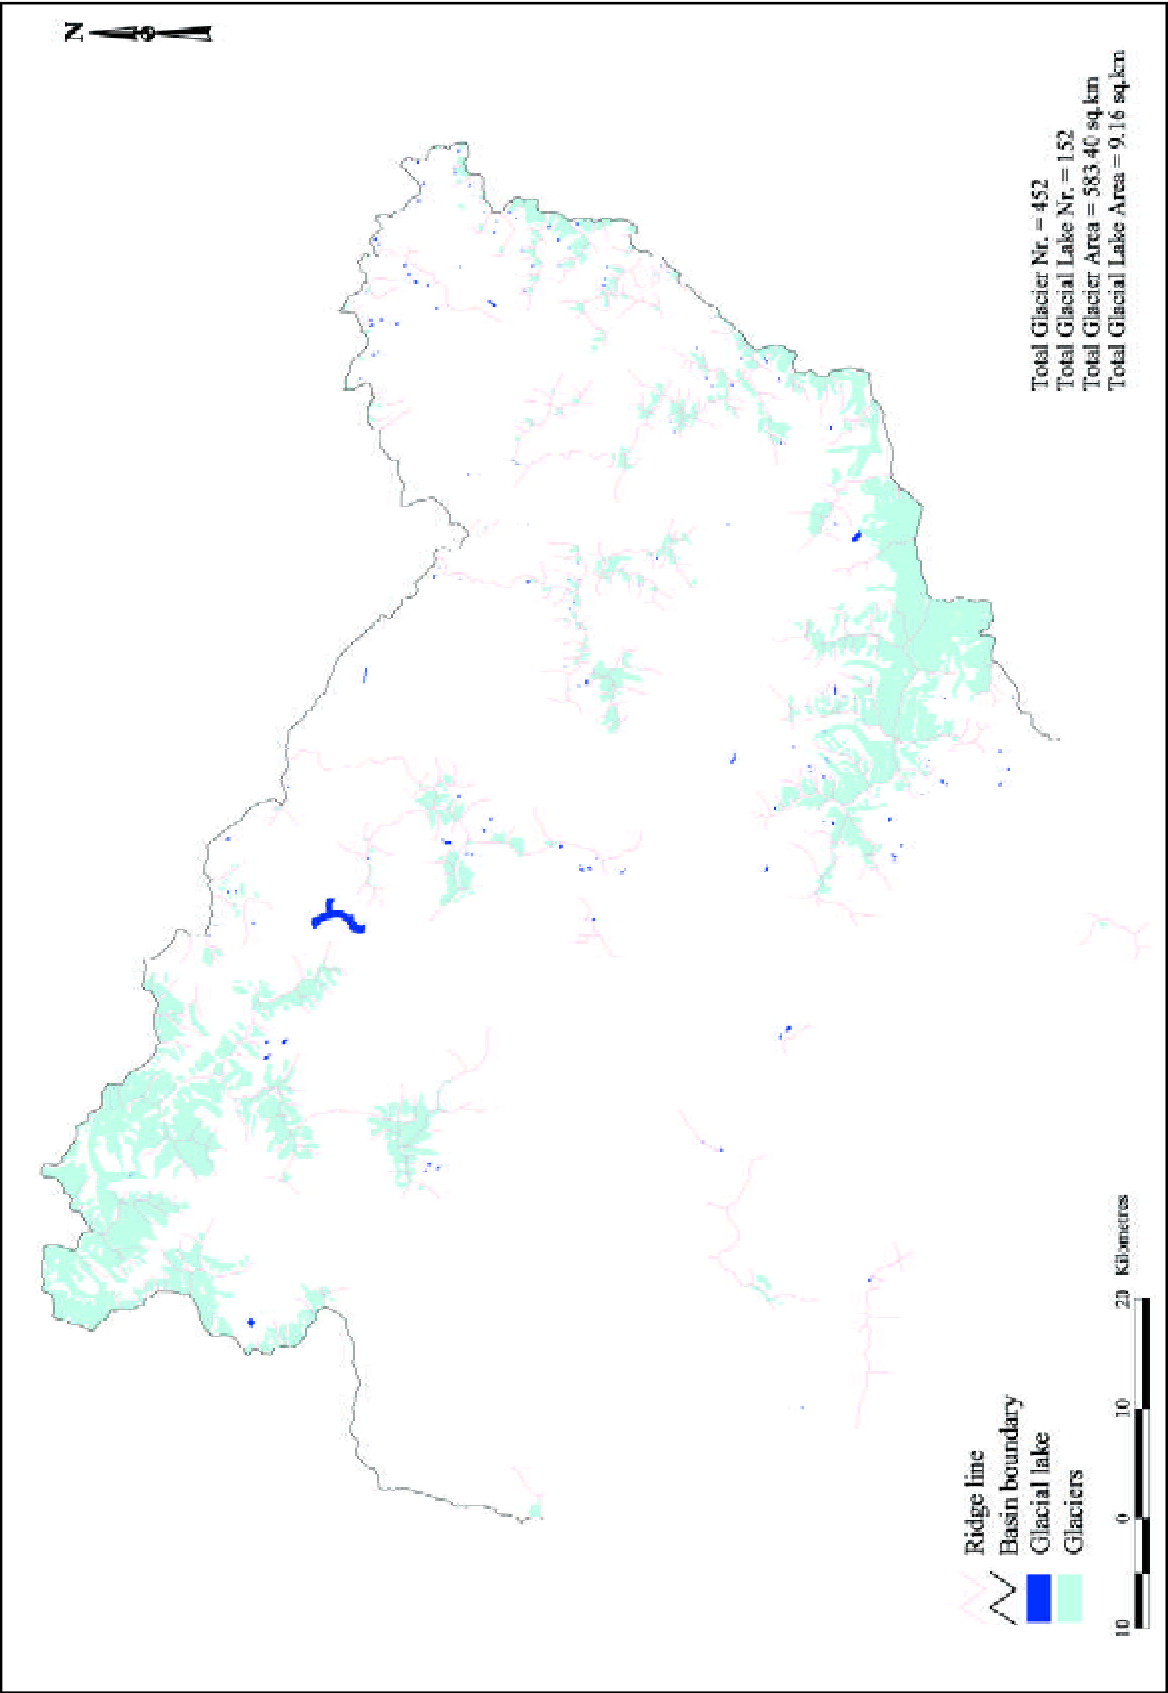 N
Total Glacier Nr. = 452
Total Glacial Lake Nr. = 152
Total Glacier Area = 583.40 sq.km
Total Glacial Lake Area = 9.16 sq.km
Ridge line
Basin boundary
Glacial lake
Glaciers
10 0 10 20 Kilometres